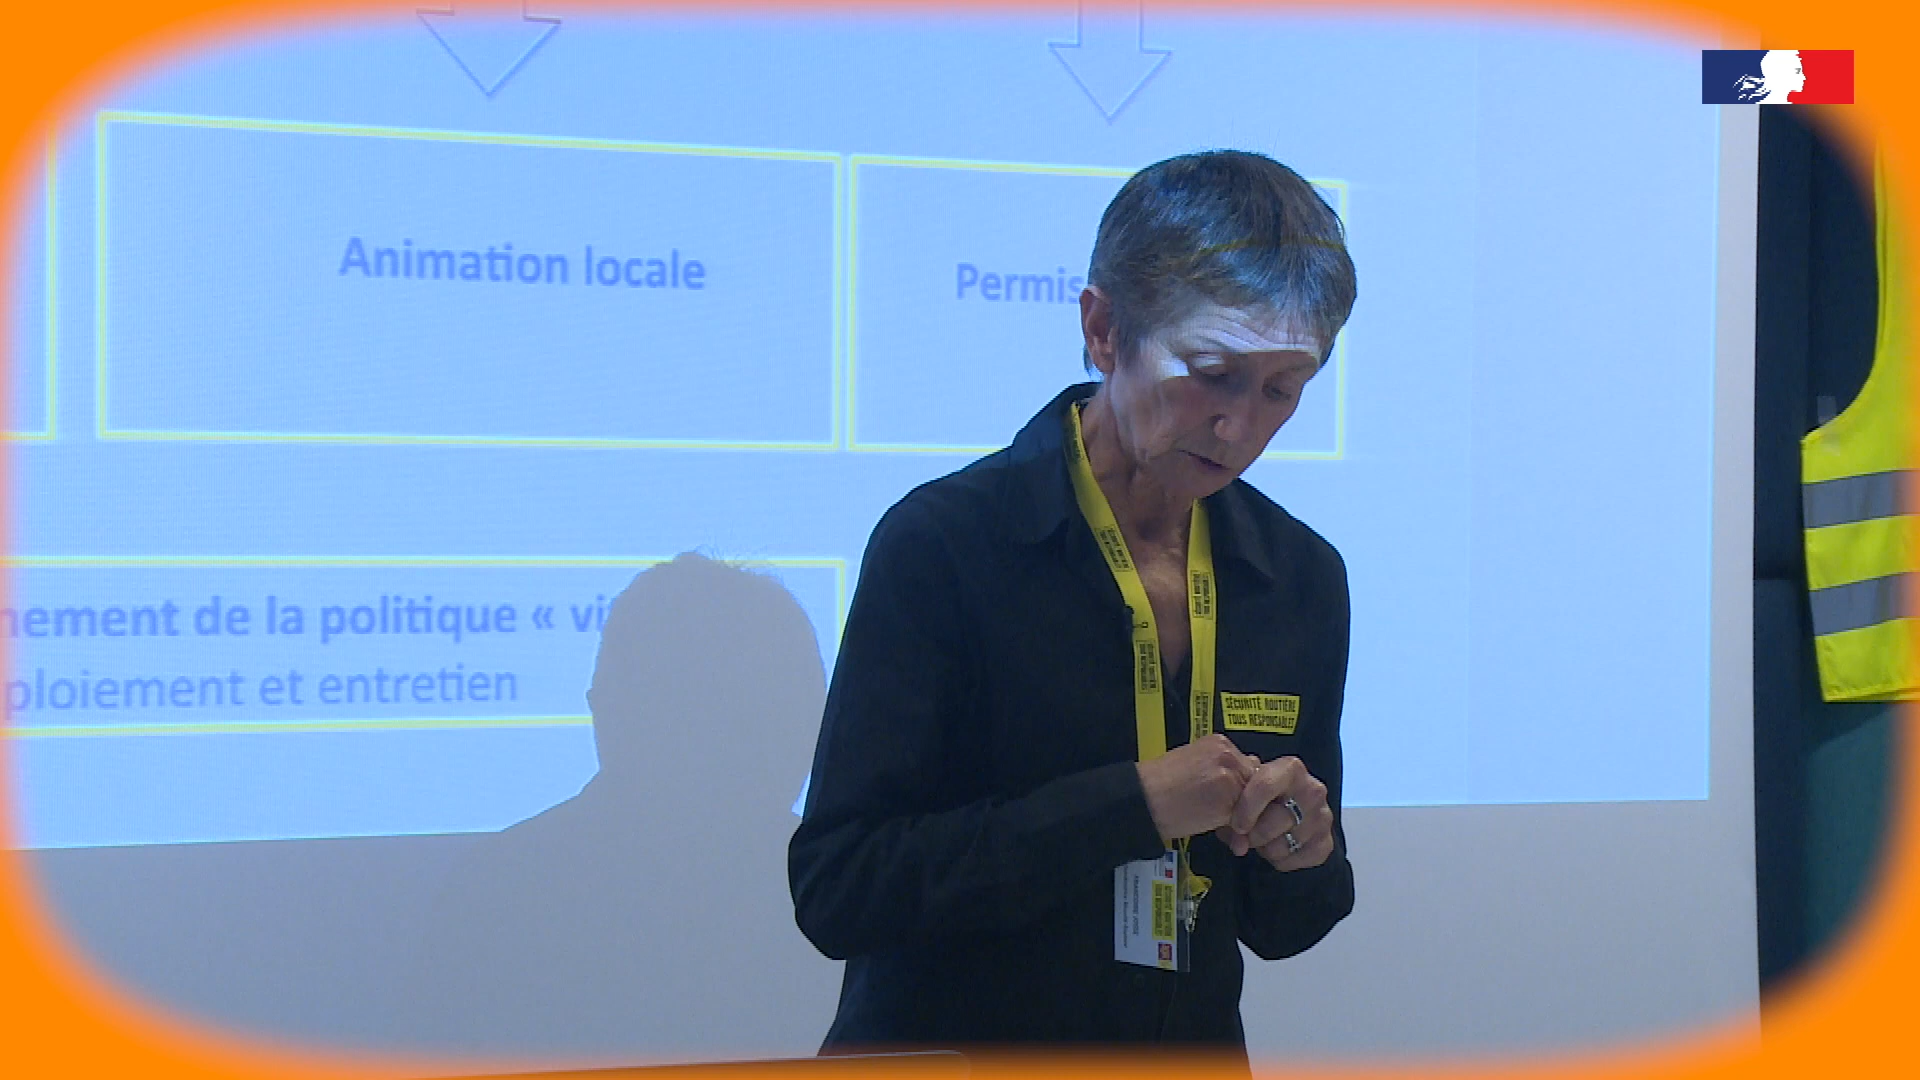 Animation locale
Permis
nement de la politique « vi
ploiement et entretien
SÉCURITÉ ROUTIÈRE
TOUS RESPONSABLES